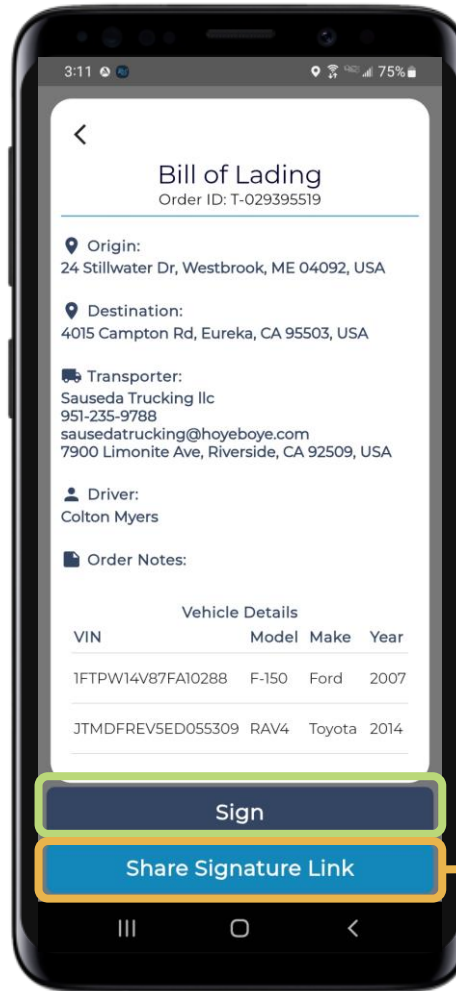 3:11 75%
Bill of Lading
Order ID: T-029395519
Origin:
24 Stillwater Dr, Westbrook, ME 04092, USA
Destination:
4015 Campton Rd, Eureka, CA 95503, USA
Transporter:
Sauseda Trucking llc
951-235-9788
sausedatrucking@hoyeboye.com
7900 Limonite Ave, Riverside, CA 92509, USA
Driver:
Colton Myers
Order Notes:
Vehicle Details
VIN Model Make Year
1FTPW14V87FA10288 F-150 Ford 2007
JTMDFREV5ED055309 RAV4 Toyota 2014
Sign
Share Signature Link